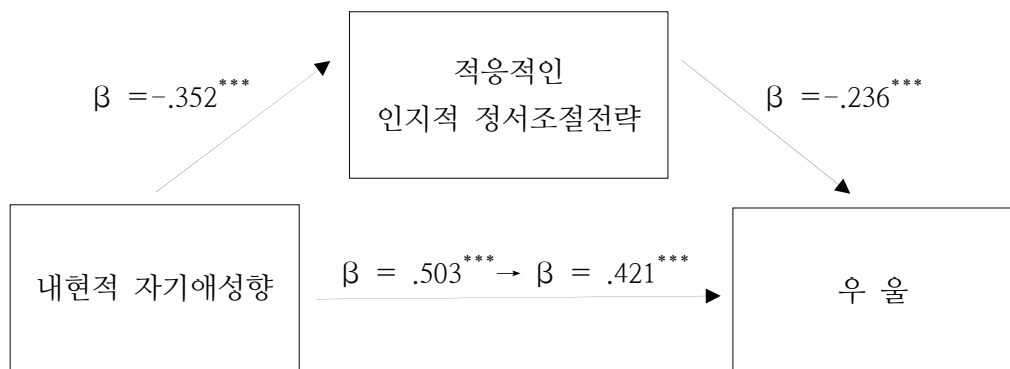 적응적인
인지적 정서조절전략
β =-.352***
β =-.236***
내현적 자기애성향
β = .503***→ β = .421***
우 울